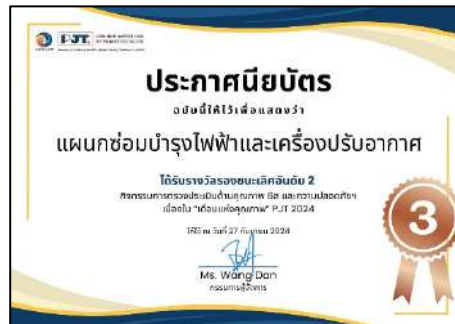 PJT.
ประกาศนียบัตร
ฉบับนี้ให้ไว้เพื่อแสดงว่า
แผนกซ่อมบำรุงไฟฟ้าและเครื่องปรับอากาศ
ได้รับรางวัลรองชนะเลิศอันดับ 2
กิจกรรมการตรวจประเมินด้านคุณภาพ 5ส และความปลอดภัยฯ
เนื่องใน "เดือนแห่งคุณภาพ" PJT 2024
ให้ไว้ ณ วันที่ 27 กันยายน 2024
Ms. Wang Dan
กรรมการผู้จัดการ
3